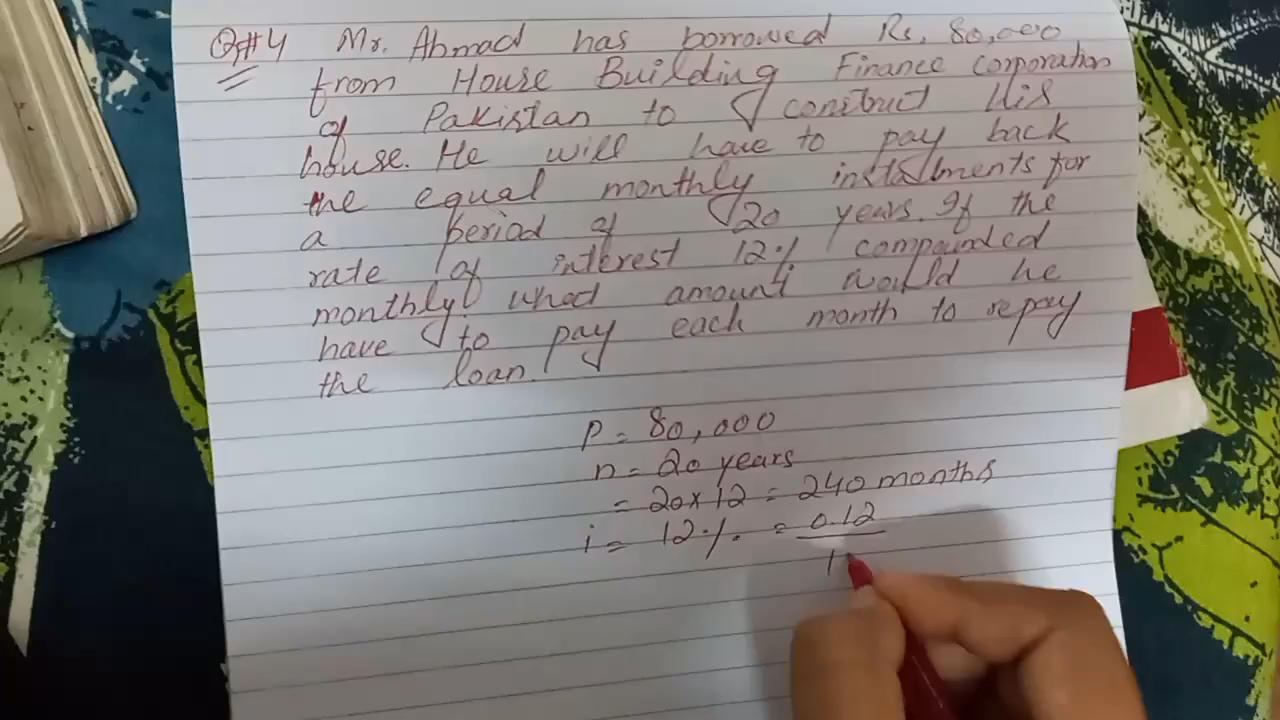 Q#4 Mr. Ahmad has borrowed Rs. 80,000
from House Building Finance corporation
of Pakistan to construct his
house. He will have to pay back
the equal monthly installments for
a period of 20 years. If the
rate of interest 12% compounded
monthly. what amount would he
have to pay each month to repay
the loan.
P = 80,000
n = 20 years
= 20 x 12 = 240 months
i = 12%. = 0.12
1